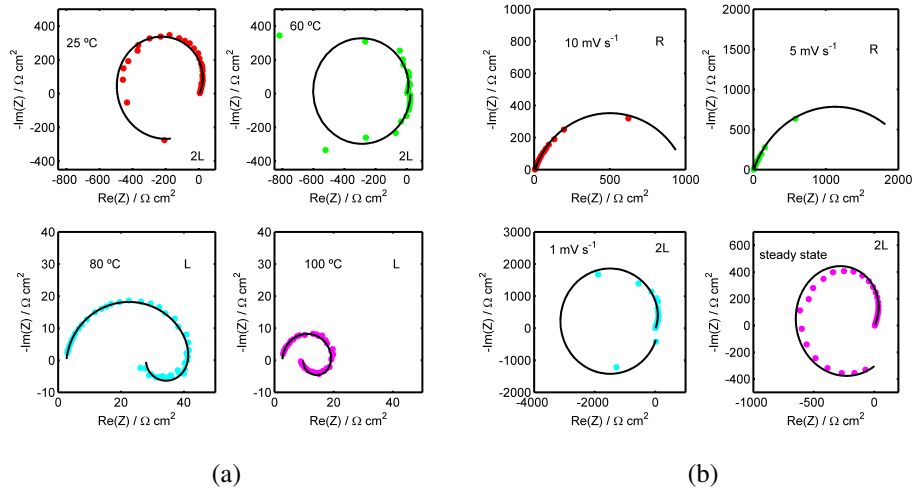 400
200
0
-200
-400
-800 -600 -400 -200 0
-Im(Z) / Ω cm²
Re(Z) / Ω cm²
25 ºC
2L
400
200
0
-200
-400
-800 -600 -400 -200 0
-Im(Z) / Ω cm²
Re(Z) / Ω cm²
60 ºC
2L
1000
800
600
400
200
0
0 500 1000
-Im(Z) / Ω cm²
Re(Z) / Ω cm²
10 mV s⁻¹ R
2000
1500
1000
500
0
0 1000 2000
-Im(Z) / Ω cm²
Re(Z) / Ω cm²
5 mV s⁻¹ R
40
30
20
10
0
-10
0 20 40
-Im(Z) / Ω cm²
Re(Z) / Ω cm²
80 ºC L
40
30
20
10
0
-10
0 20 40
-Im(Z) / Ω cm²
Re(Z) / Ω cm²
100 ºC L
3000
2000
1000
0
-1000
2000
-4000 -2000 0
-Im(Z) / Ω cm²
Re(Z) / Ω cm²
1 mV s⁻¹ 2L
600
400
200
0
-200
-400
-1000 -500 0
-Im(Z) / Ω cm²
Re(Z) / Ω cm²
steady state 2L
(a) (b)